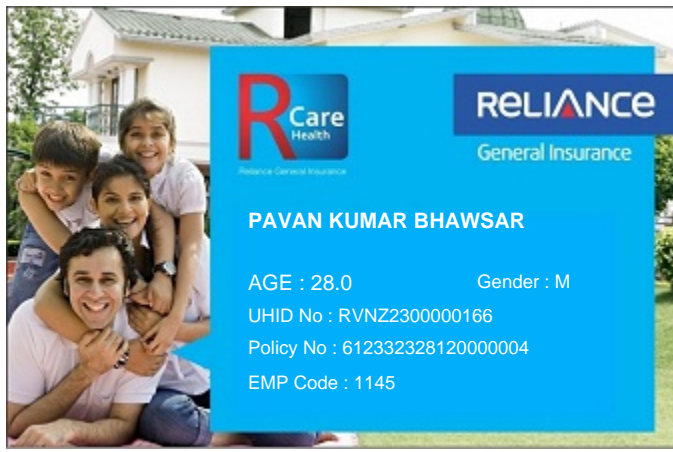 R Care
Health
Reliance General Insurance
RELIANCE
General Insurance
PAVAN KUMAR BHAWSAR
AGE : 28.0
Gender : M
UHID No : RVNZ2300000166
Policy No : 612332328120000004
EMP Code : 1145